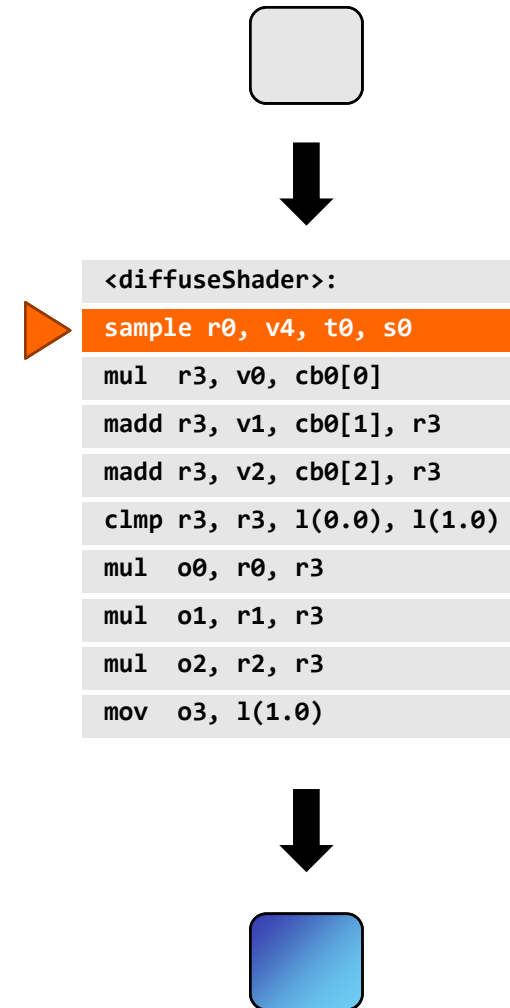 <diffuseShader>:
sample r0, v4, t0, s0
mul  r3, v0, cb0[0]
madd r3, v1, cb0[1], r3
madd r3, v2, cb0[2], r3
clmp r3, r3, l(0.0), l(1.0)
mul  o0, r0, r3
mul  o1, r1, r3
mul  o2, r2, r3
mov  o3, l(1.0)